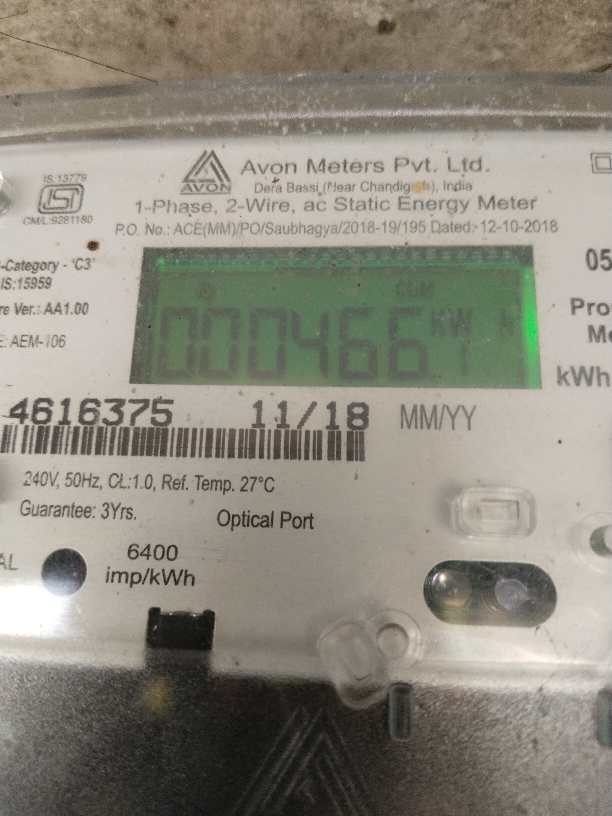 IS:13779
CM/L:9281180
AVON
Avon Meters Pvt. Ltd.
Dera Bassi (Near Chandigarh), India
1-Phase, 2-Wire, ac Static Energy Meter
P.O. No.: ACE(MM)/PO/Saubhagya/2018-19/195 Dated:-12-10-2018
-Category - 'C3'
IS:15959
re Ver.: AA1.00
E: AEM-106
CUM
000466.1 KW H
05
Pro
Me
kWh
4616375 11/18 MM/YY
240V, 50Hz, CL:1.0, Ref. Temp. 27°C
Guarantee: 3Yrs.
Optical Port
AL
6400
imp/kWh